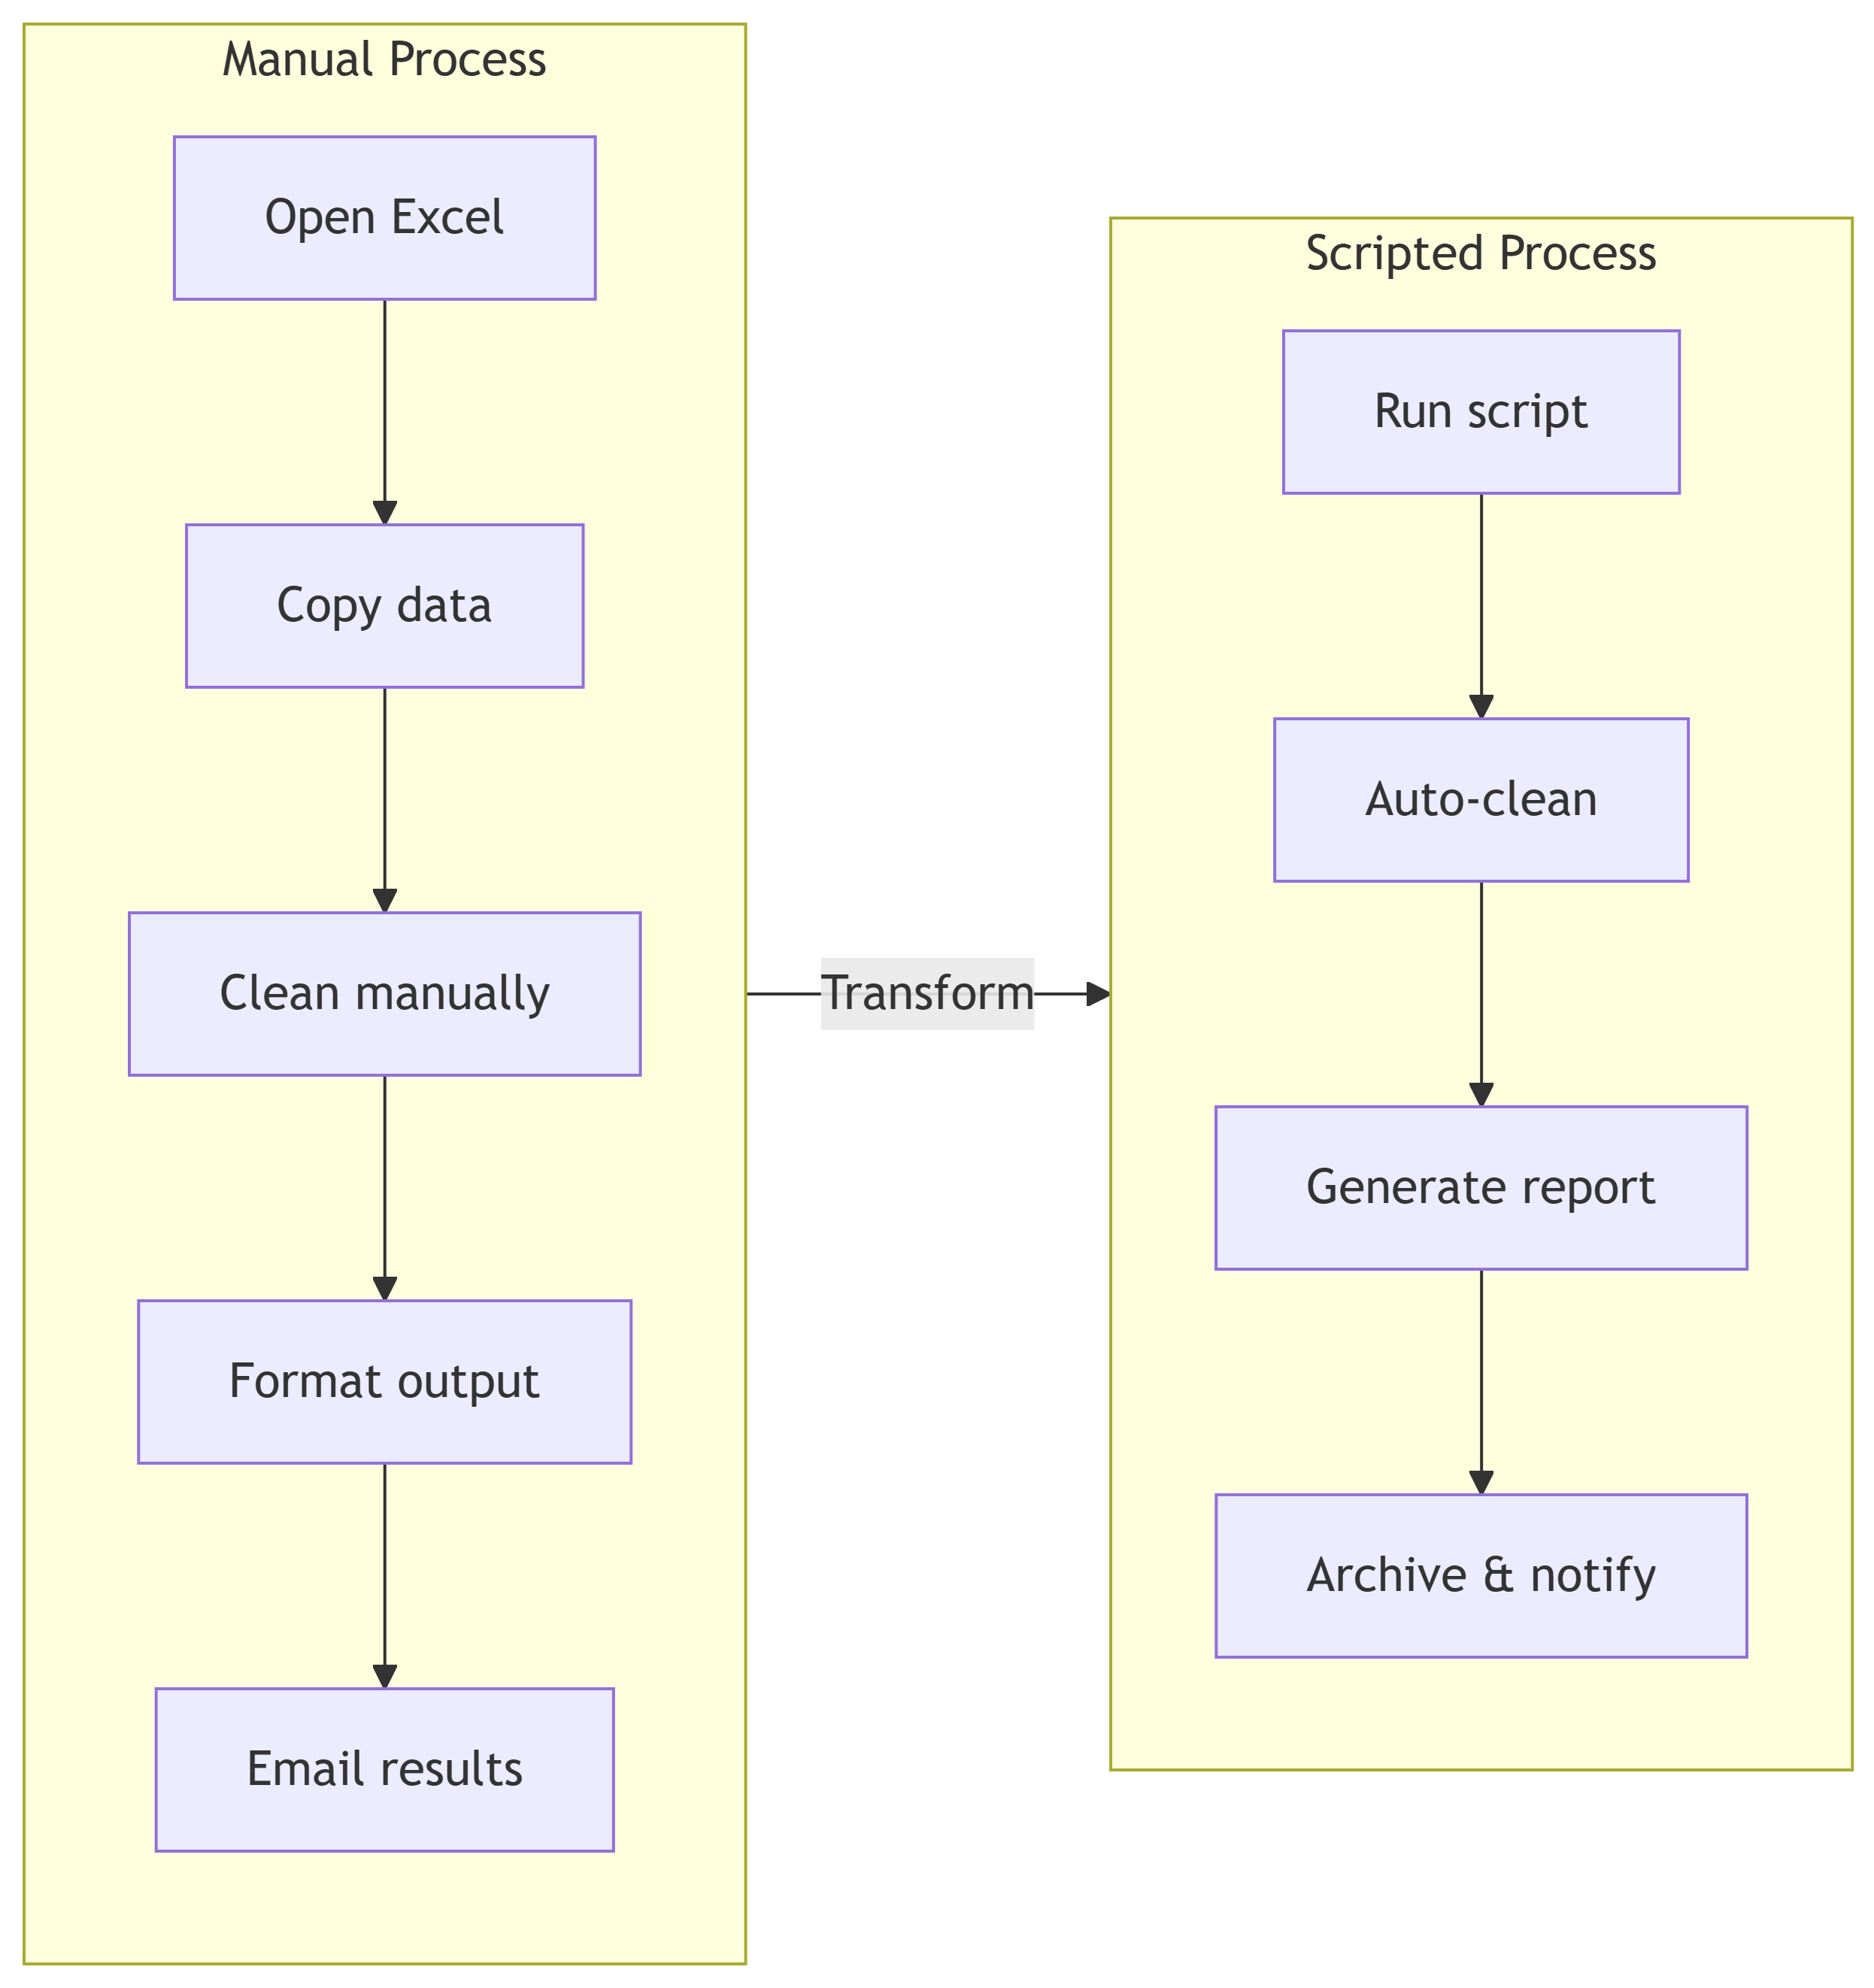 Manual Process
Open Excel
Copy data
Clean manually
Format output
Email results
Transform
Scripted Process
Run script
Auto-clean
Generate report
Archive & notify